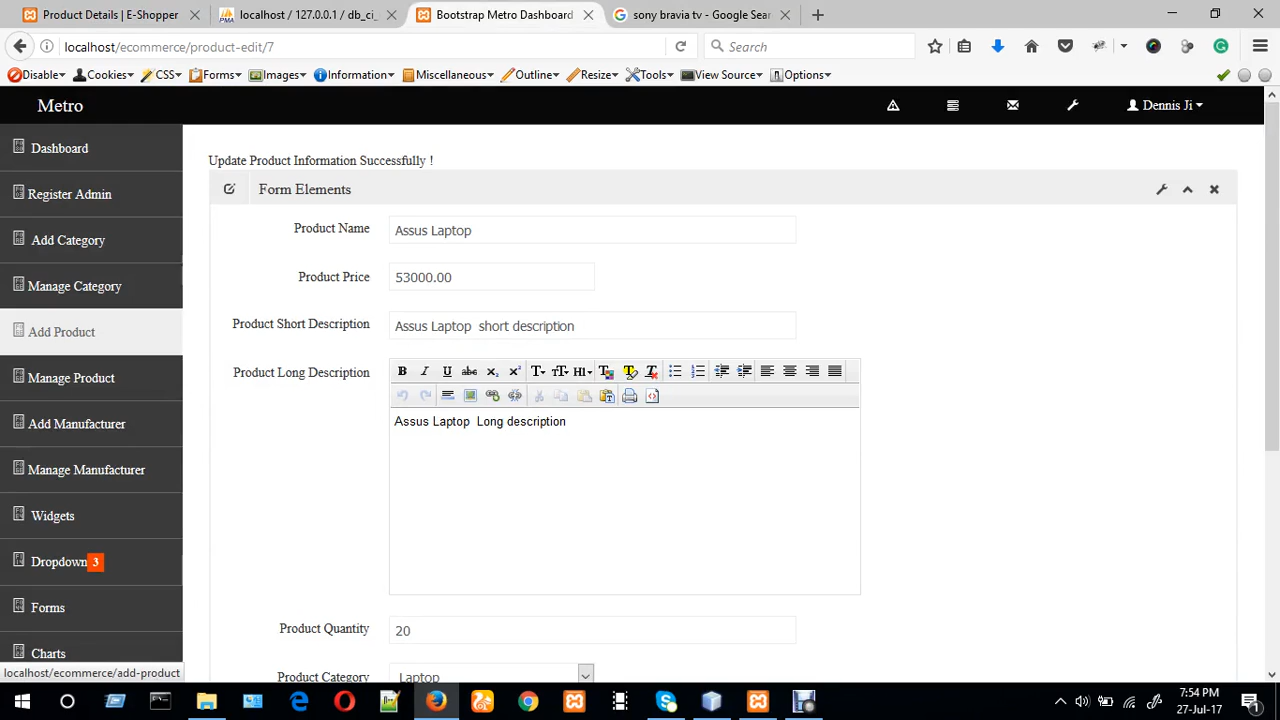 Product Details | E-Shopper
localhost / 127.0.0.1 / db_ci_
Bootstrap Metro Dashboard
sony bravia tv - Google Sear
localhost/ecommerce/product-edit/7
Search
Disable
Cookies
CSS
Forms
Images
Information
Miscellaneous
Outline
Resize
Tools
View Source
Options
Metro
Dennis Ji
Dashboard
Register Admin
Add Category
Manage Category
Add Product
Manage Product
Add Manufacturer
Manage Manufacturer
Widgets
Dropdown 3
Forms
Charts
Update Product Information Successfully !
Form Elements
Product Name
Assus Laptop
Product Price
53000.00
Product Short Description
Assus Laptop  short description
Product Long Description
Assus Laptop  Long description
Product Quantity
20
Product Category
Laptop
localhost/ecommerce/add-product
7:54 PM
27-Jul-17